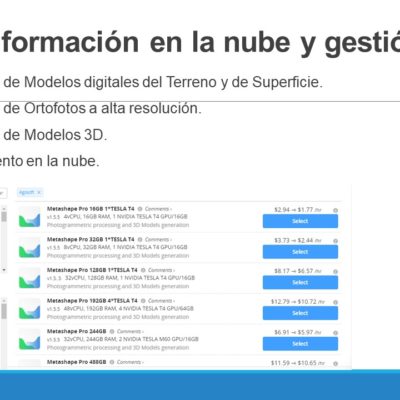 formación en la nube y gestió
de Modelos digitales del Terreno y de Superficie.
de Ortofotos a alta resolución.
de Modelos 3D.
nto en la nube.
Agisoft ×
Metashape Pro 16GB 1*TESLA T4 Comments - $2.94 → $1.77 /hr
v1.5.5 4vCPU, 16GB RAM, 1 NVIDIA TESLA T4 GPU/16GB Select
Photogrammetric processing and 3D Models generation
Metashape Pro 32GB 1*TESLA T4 Comments - $3.73 → $2.44 /hr
v1.5.5 8vCPU, 32GB RAM, 1 NVIDIA TESLA T4 GPU/16GB Select
Photogrammetric processing and 3D Models generation
Metashape Pro 128GB 1*TESLA T4 Comments - $8.17 → $6.57 /hr
v1.5.5 32vCPU, 128GB RAM, 1 NVIDIA TESLA T4 GPU/16GB Select
Photogrammetric processing and 3D Models generation
Metashape Pro 192GB 4*TESLA T4 Comments - $12.79 → $10.72 /hr
v1.5.5 48vCPU, 192GB RAM, 4 NVIDIA TESLA T4 GPU/64GB Select
Photogrammetric processing and 3D Models generation
Metashape Pro 244GB Comments - $6.91 → $5.97 /hr
v1.5.5 32vCPU, 244GB RAM, 2 NVIDIA TESLA M60 GPU/16GB Select
Photogrammetric processing and 3D Models generation
Metashape Pro 488GB Comments - $11.59 → $10.65 /hr